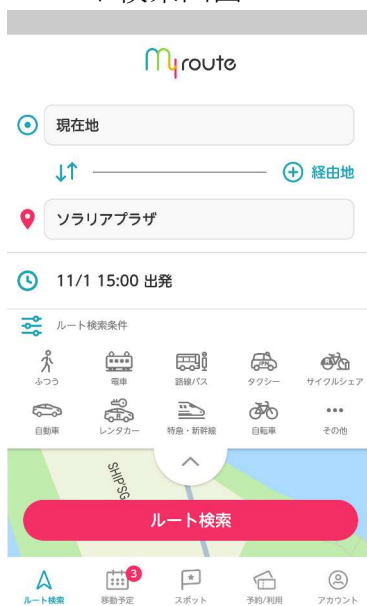 my route
現在地
経由地
ソラリアプラザ
11/1 15:00 出発
ルート検索条件
ふつう 電車 路線バス タクシー サイクルシェア
自動車 レンタカー 特急・新幹線 自転車 その他
SHIP'SG
ルート検索
3
ルート検索 移動予定 スポット 予約/利用 アカウント